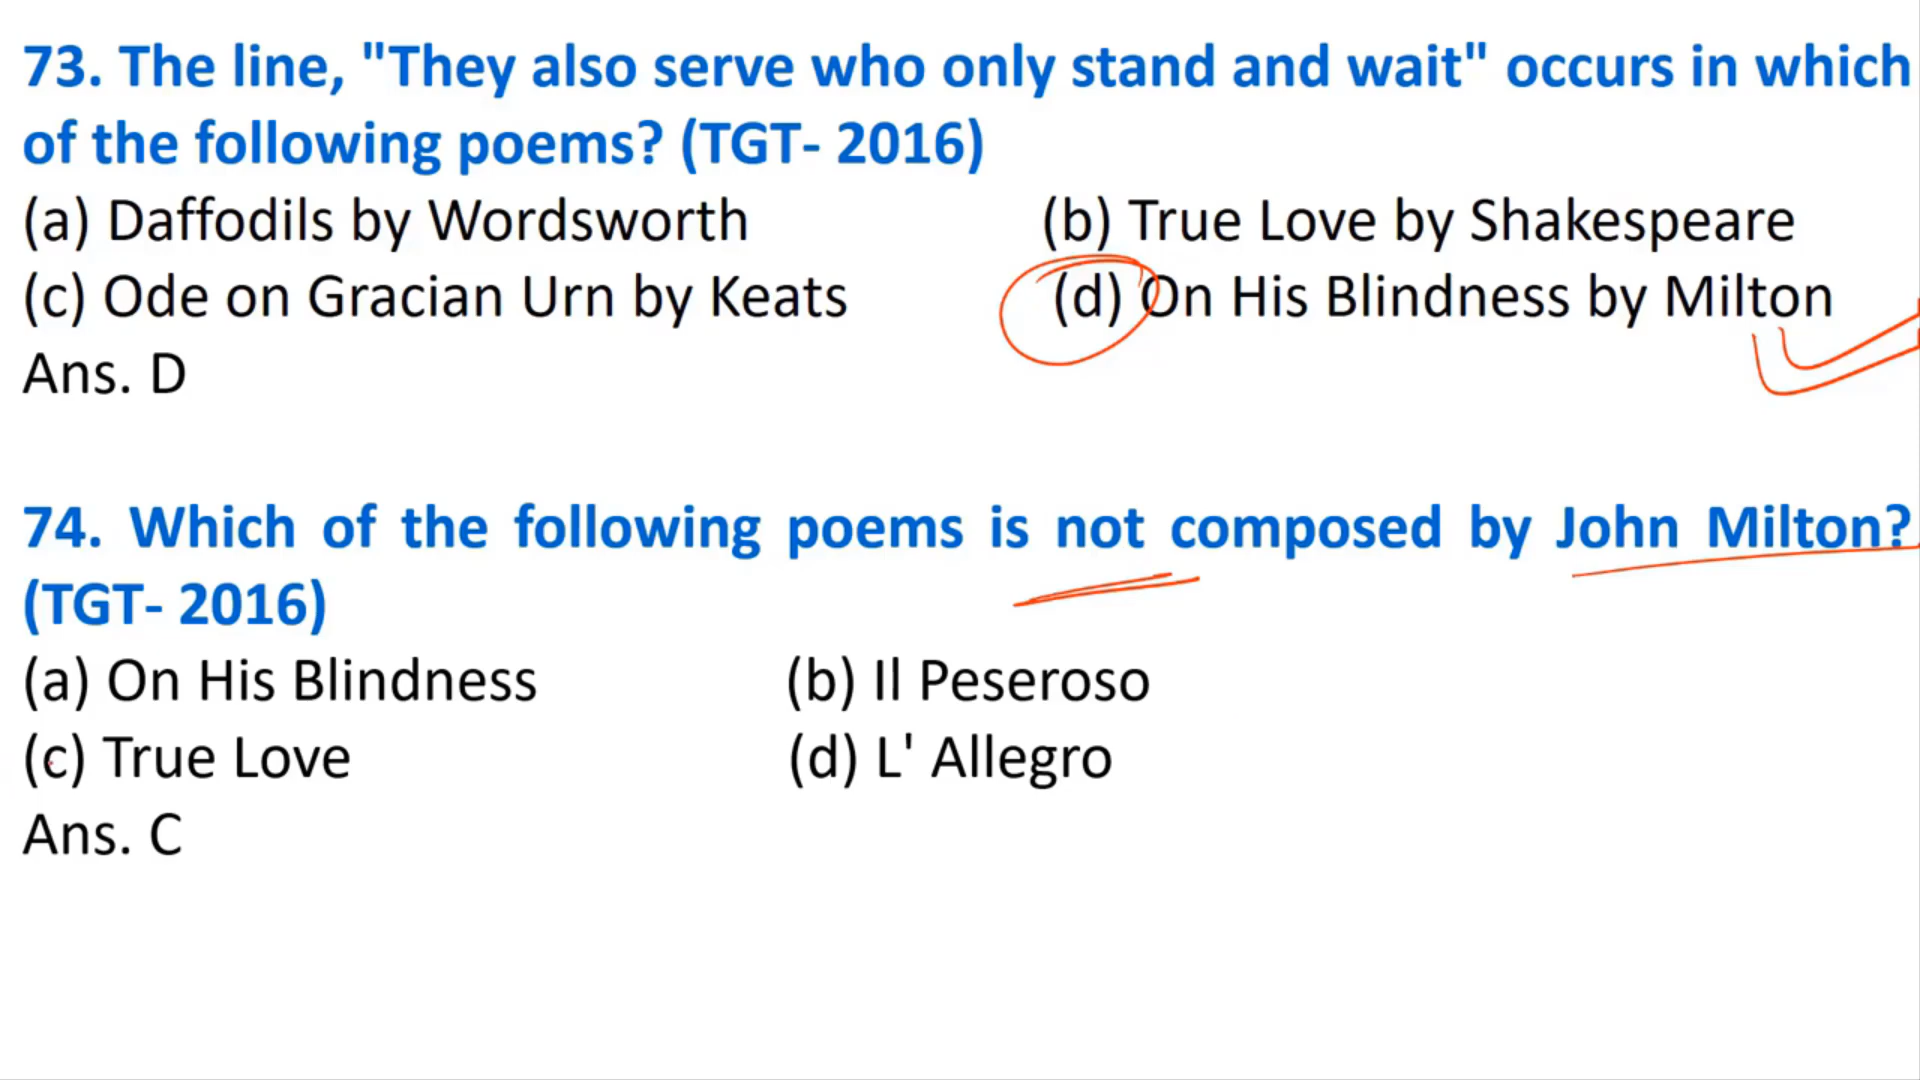 73. The line, "They also serve who only stand and wait" occurs in which
of the following poems? (TGT- 2016)
(a) Daffodils by Wordsworth (b) True Love by Shakespeare
(c) Ode on Gracian Urn by Keats (d) On His Blindness by Milton
Ans. D
74. Which of the following poems is not composed by John Milton?
(TGT- 2016)
(a) On His Blindness (b) Il Peseroso
(c) True Love (d) L' Allegro
Ans. C